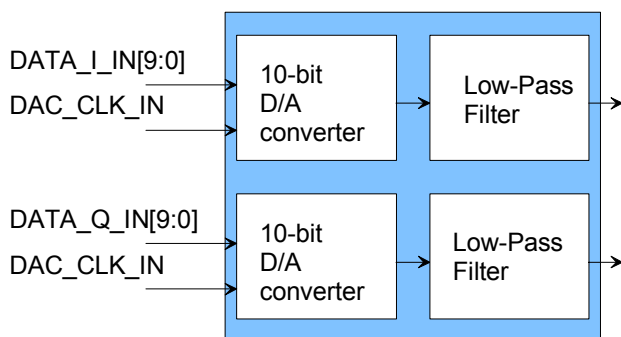 DATA_I_IN[9:0]
DAC_CLK_IN
10-bit
D/A
converter
Low-Pass
Filter
DATA_Q_IN[9:0]
DAC_CLK_IN
10-bit
D/A
converter
Low-Pass
Filter